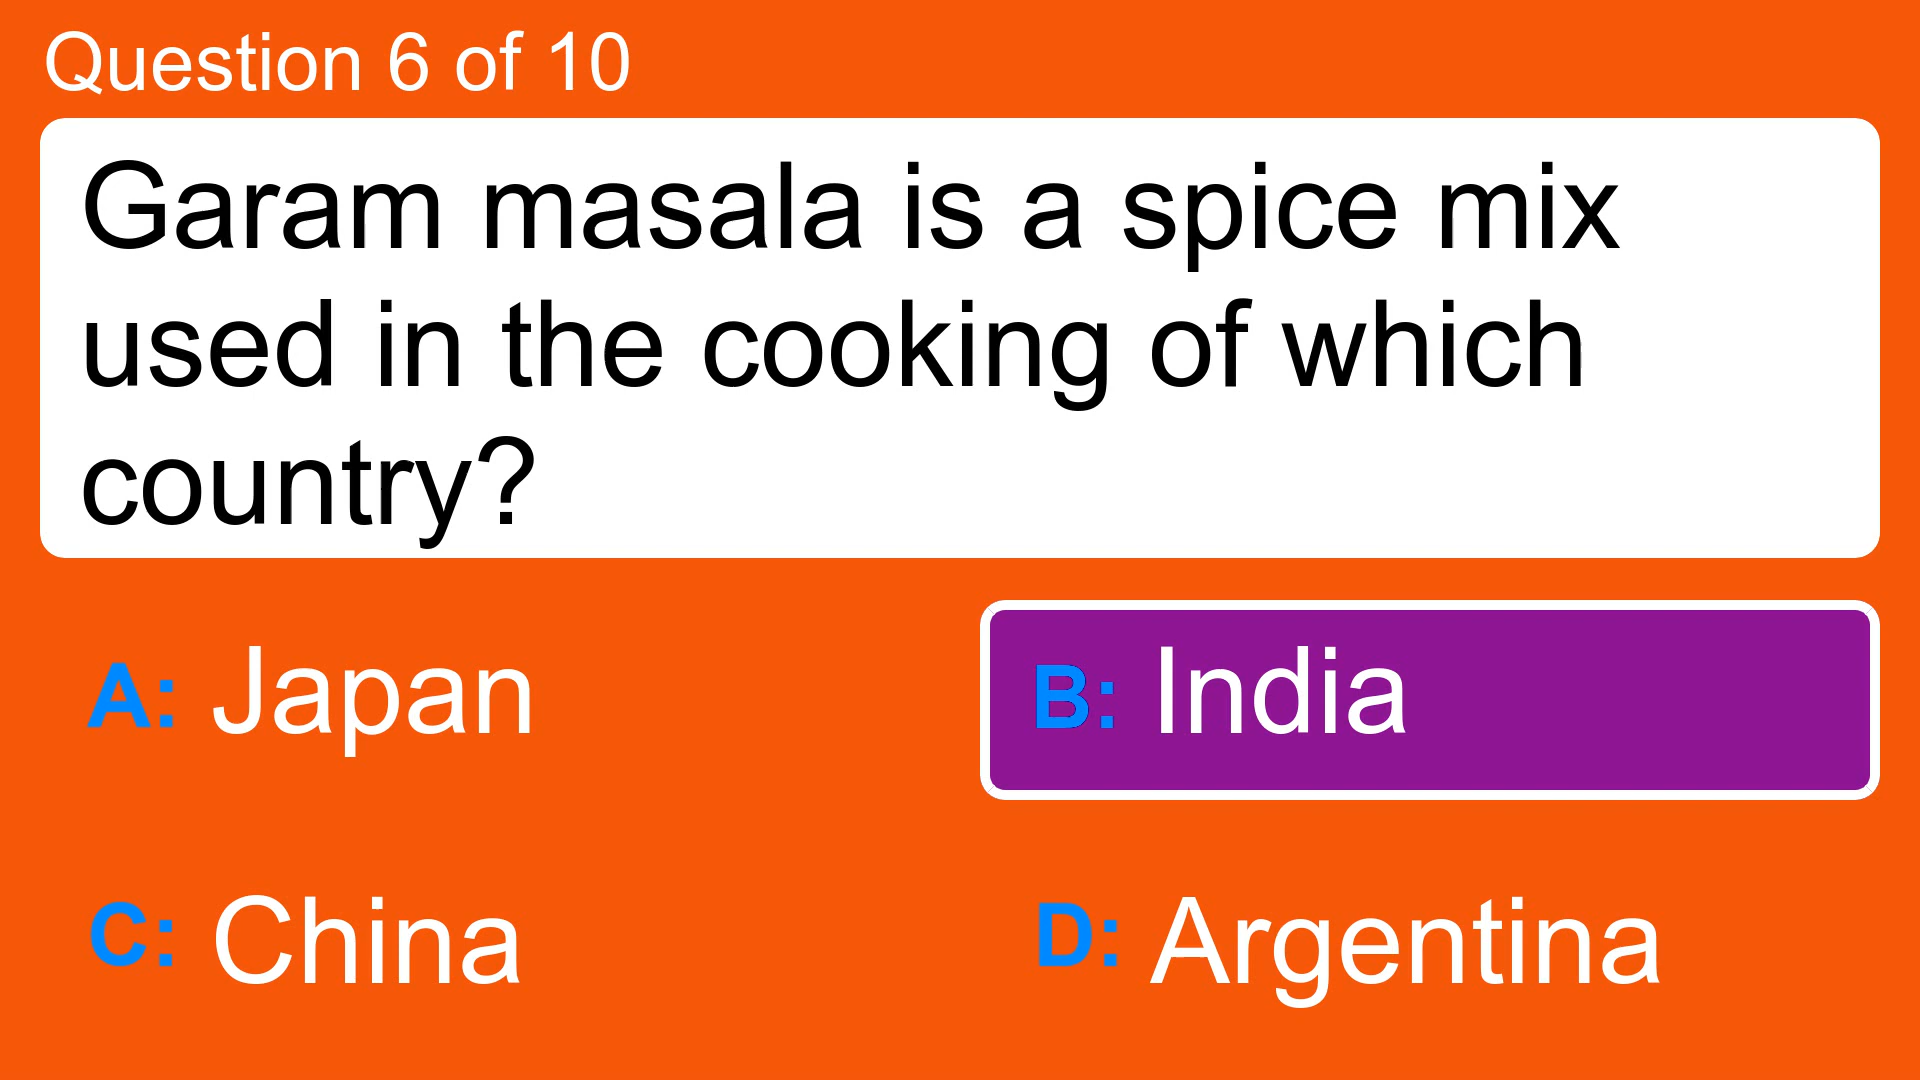 Question 6 of 10
Garam masala is a spice mix
used in the cooking of which
country?
A: Japan
B: India
C: China
D: Argentina